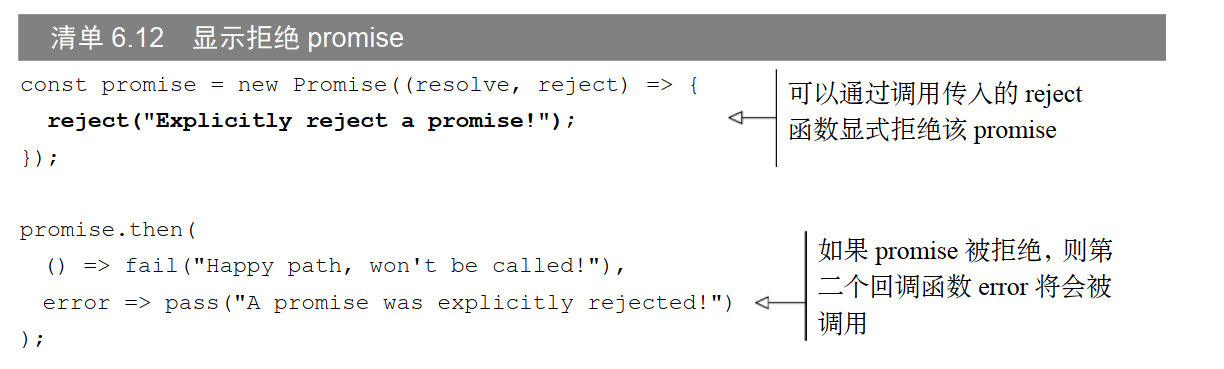 清单 6.12 显示拒绝 promise
const promise = new Promise((resolve, reject) => {
  reject("Explicitly reject a promise!");
});
可以通过调用传入的 reject
函数显式拒绝该 promise
promise.then(
  () => fail("Happy path, won't be called!"),
  error => pass("A promise was explicitly rejected!")
);
如果 promise 被拒绝，则第
二个回调函数 error 将会被
调用